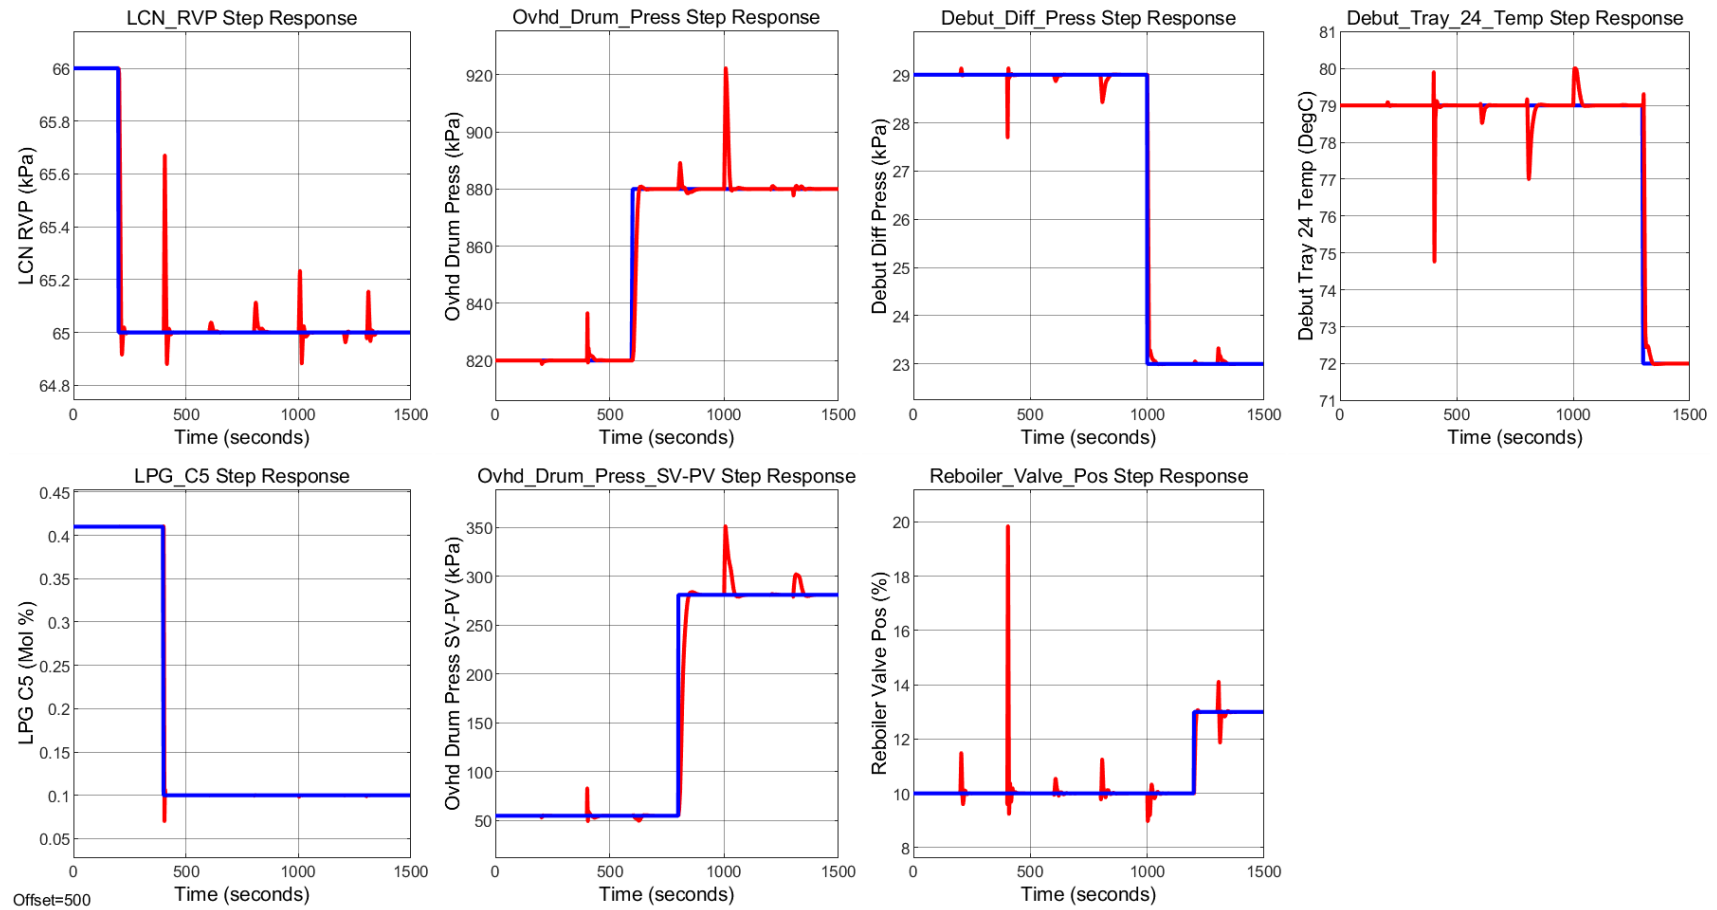 LCN_RVP Step Response
LCN RVP (kPa)
66
65.8
65.6
65.4
65.2
65
64.8
0 500 1000 1500
Time (seconds)
Ovhd_Drum_Press Step Response
Ovhd Drum Press (kPa)
920
900
880
860
840
820
0 500 1000 1500
Time (seconds)
Debut_Diff_Press Step Response
Debut Diff Press (kPa)
29
28
27
26
25
24
23
0 500 1000 1500
Time (seconds)
Debut_Tray_24_Temp Step Response
Debut Tray 24 Temp (DegC)
81
80
79
78
77
76
75
74
73
72
71
0 500 1000 1500
Time (seconds)
LPG_C5 Step Response
LPG C5 (Mol %)
0.45
0.4
0.35
0.3
0.25
0.2
0.15
0.1
0.05
0 500 1000 1500
Time (seconds)
Ovhd_Drum_Press_SV-PV Step Response
Ovhd Drum Press SV-PV (kPa)
350
300
250
200
150
100
50
0 500 1000 1500
Time (seconds)
Reboiler_Valve_Pos Step Response
Reboiler Valve Pos (%)
20
18
16
14
12
10
8
0 500 1000 1500
Time (seconds)
Offset=500